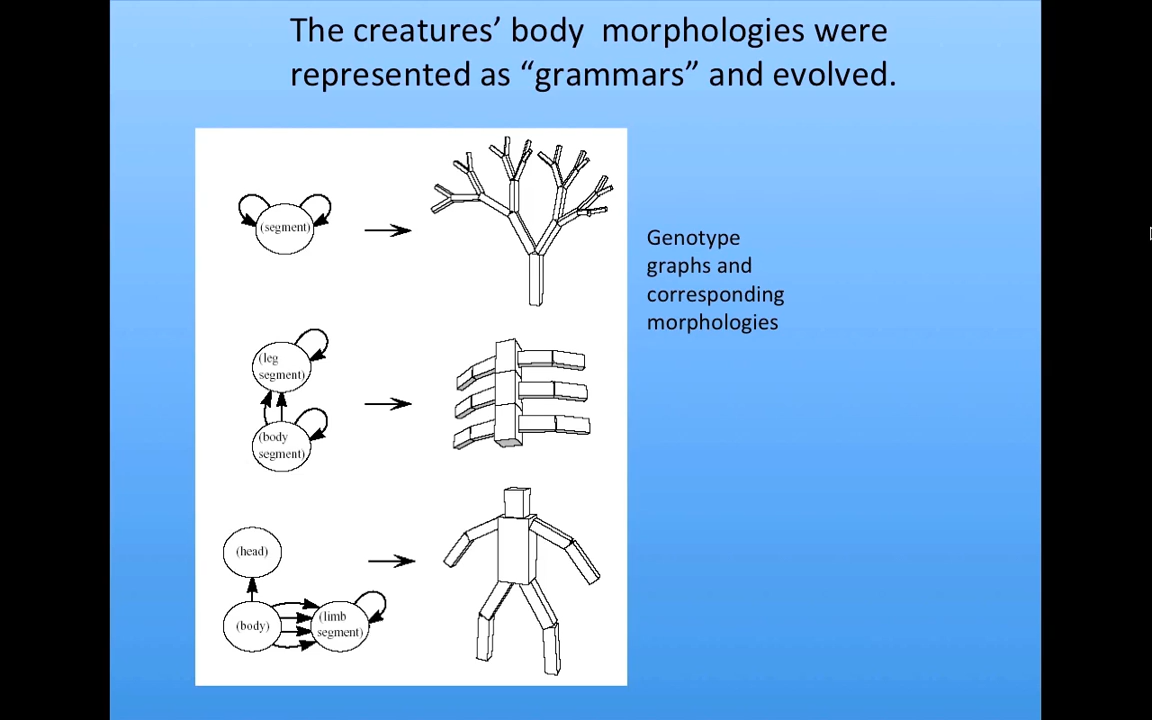 The creatures’ body  morphologies were
represented as “grammars” and evolved.
(segment)
Genotype
graphs and
corresponding
morphologies
(leg
segment)
(body
segment)
(head)
(body)
(limb
segment)